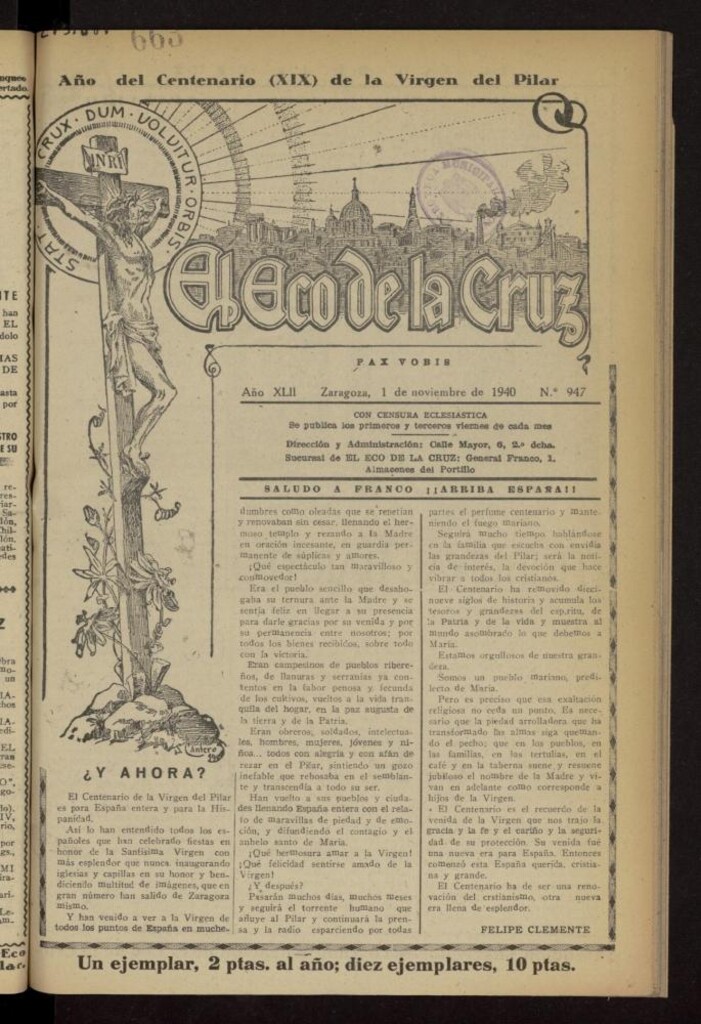 665
Año del Centenario (XIX) de la Virgen del Pilar
STAT CRUX · DUM · VOLVITUR · ORBIS
INRI
El Eco de la Cruz
PAX VOBIS
Año XLII Zaragoza, 1 de noviembre de 1940 N.º 947
CON CENSURA ECLESIASTICA
Se publica los primeros y terceros viernes de cada mes
Dirección y Administración: Calle Mayor, 6, 2.º dcha.
Sucursal de EL ECO DE LA CRUZ: General Franco, 1.
Almacenes del Portillo
SALUDO A FRANCO ¡¡ARRIBA ESPAÑA!!
¿Y AHORA?
El Centenario de la Virgen del Pilar
es para España entera y para la His-
panidad.
Así lo han entendido todos los es-
pañoles que han celebrado fiestas en
honor de la Santísima Virgen con
más esplendor que nunca, inaugurando
iglesias y capillas en su honor y ben-
diciendo multitud de imágenes, que en
gran número han salido de Zaragoza
mismo.
Y han venido a ver a la Virgen de
todos los puntos de España en muche-
dumbres como oleadas que se repetían
y renovaban sin cesar, llenando el her-
moso templo y rezando a la Madre
en oración incesante, en guardia per-
manente de súplicas y amores.
¡Qué espectáculo tan maravilloso y
conmovedor!
Era el pueblo sencillo que desaho-
gaba su ternura ante la Madre y se
sentía feliz en llegar a su presencia
para darle gracias por su venida y por
su permanencia entre nosotros; por
todos los bienes recibidos, sobre todo
con la victoria.
Eran campesinos de pueblos ribere-
ños, de llanuras y serranías ya con-
tentos en la labor penosa y fecunda
de los cultivos, vueltos a la vida tran-
quila del hogar, en la paz augusta de
la tierra y de la Patria.
Eran obreros, soldados, intelectua-
les, hombres, mujeres, jóvenes y ni-
ños... todos con alegría y con afán de
rezar en el Pilar, sintiendo un gozo
inefable que rebosaba en el semblan-
te y transcendía a todo su ser.
Han vuelto a sus pueblos y ciuda-
des llenando España entera con el rela-
to de maravillas de piedad y de emo-
ción, y difundiendo el contagio y el
anhelo santo de María.
¡Qué hermosura amar a la Virgen!
¡Qué felicidad sentirse amado de la
Virgen!
¿Y después?
Pasarán muchos días, muchos meses
y seguirá el torrente humano que
afluye al Pilar y continuará la pren-
sa y la radio esparciendo por todas
partes el perfume centenario y mante-
niendo el fuego mariano.
Seguirá mucho tiempo hablándose
en la familia que escucha con envidia
las grandezas del Pilar; será la noti-
cia de interés, la devoción que hace
vibrar a todos los cristianos.
El Centenario ha removido dieci-
nueve siglos de historia y acumula los
tesoros y grandezas del espíritu, de
la Patria y de la vida y muestra al
mundo asombrado lo que debemos a
María.
Estamos orgullosos de nuestra gran-
deza.
Somos un pueblo mariano, predi-
lecto de María.
Pero es preciso que esa exaltación
religiosa no ceda un punto. Es nece-
sario que la piedad arrolladora que ha
transformado las almas siga queman-
do el pecho; que en los pueblos, en
las familias, en las tertulias, en el
café y en la taberna suene y resuene
jubiloso el nombre de la Madre y vi-
van en adelante como corresponde a
hijos de la Virgen.
El Centenario es el recuerdo de la
venida de la Virgen que nos trajo la
gracia y la fe y el cariño y la seguri-
dad de su protección. Su venida fué
una nueva era para España. Entonces
comenzó esta España querida, cristia-
na y grande.
El Centenario ha de ser una reno-
vación del cristianismo, otra nueva
era llena de esplendor.
FELIPE CLEMENTE
Un ejemplar, 2 ptas. al año; diez ejemplares, 10 ptas.